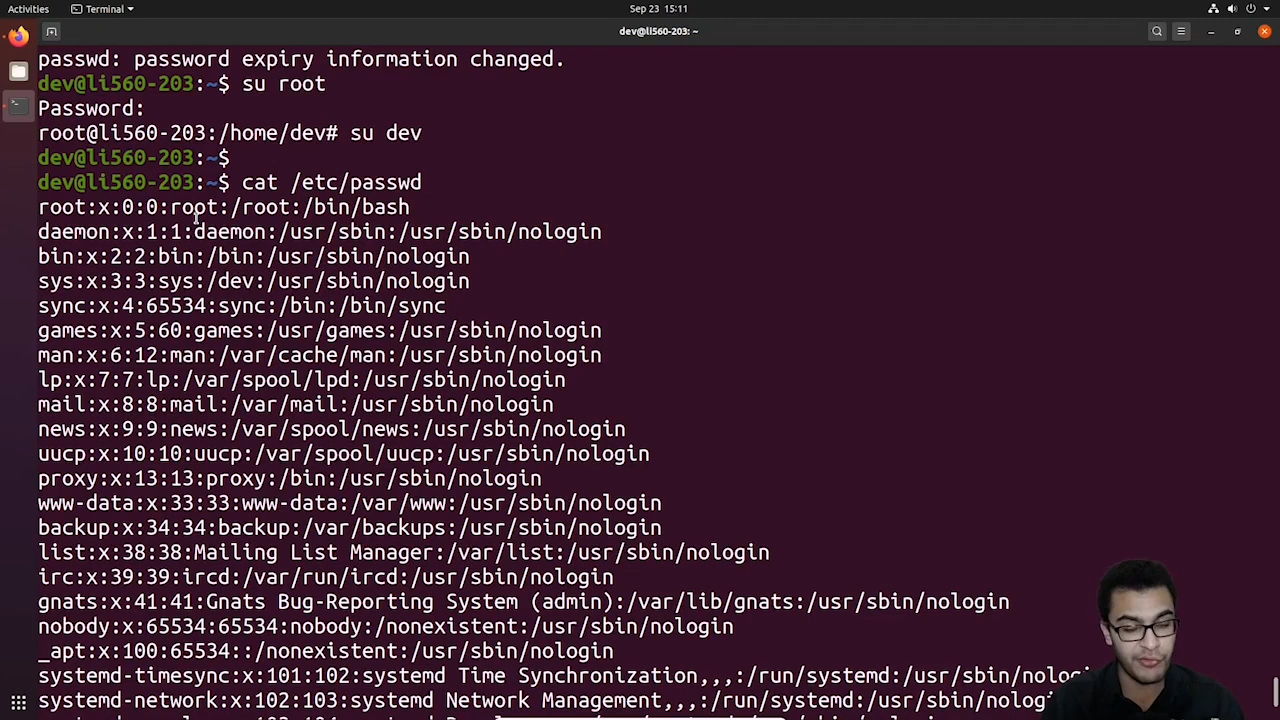 Activities
Terminal
Sep 23 15:11
dev@li560-203: ~
passwd: password expiry information changed.
dev@li560-203:~$ su root
Password:
root@li560-203:/home/dev# su dev
dev@li560-203:~$
dev@li560-203:~$ cat /etc/passwd
root:x:0:0:root:/root:/bin/bash
daemon:x:1:1:daemon:/usr/sbin:/usr/sbin/nologin
bin:x:2:2:bin:/bin:/usr/sbin/nologin
sys:x:3:3:sys:/dev:/usr/sbin/nologin
sync:x:4:65534:sync:/bin:/bin/sync
games:x:5:60:games:/usr/games:/usr/sbin/nologin
man:x:6:12:man:/var/cache/man:/usr/sbin/nologin
lp:x:7:7:lp:/var/spool/lpd:/usr/sbin/nologin
mail:x:8:8:mail:/var/mail:/usr/sbin/nologin
news:x:9:9:news:/var/spool/news:/usr/sbin/nologin
uucp:x:10:10:uucp:/var/spool/uucp:/usr/sbin/nologin
proxy:x:13:13:proxy:/bin:/usr/sbin/nologin
www-data:x:33:33:www-data:/var/www:/usr/sbin/nologin
backup:x:34:34:backup:/var/backups:/usr/sbin/nologin
list:x:38:38:Mailing List Manager:/var/list:/usr/sbin/nologin
irc:x:39:39:ircd:/var/run/ircd:/usr/sbin/nologin
gnats:x:41:41:Gnats Bug-Reporting System (admin):/var/lib/gnats:/usr/sbin/nologin
nobody:x:65534:65534:nobody:/nonexistent:/usr/sbin/nologin
_apt:x:100:65534::/nonexistent:/usr/sbin/nologin
systemd-timesync:x:101:102:systemd Time Synchronization,,,:/run/systemd:/usr/sbin/
systemd-network:x:102:103:systemd Network Management,,,:/run/systemd:/usr/sbin/